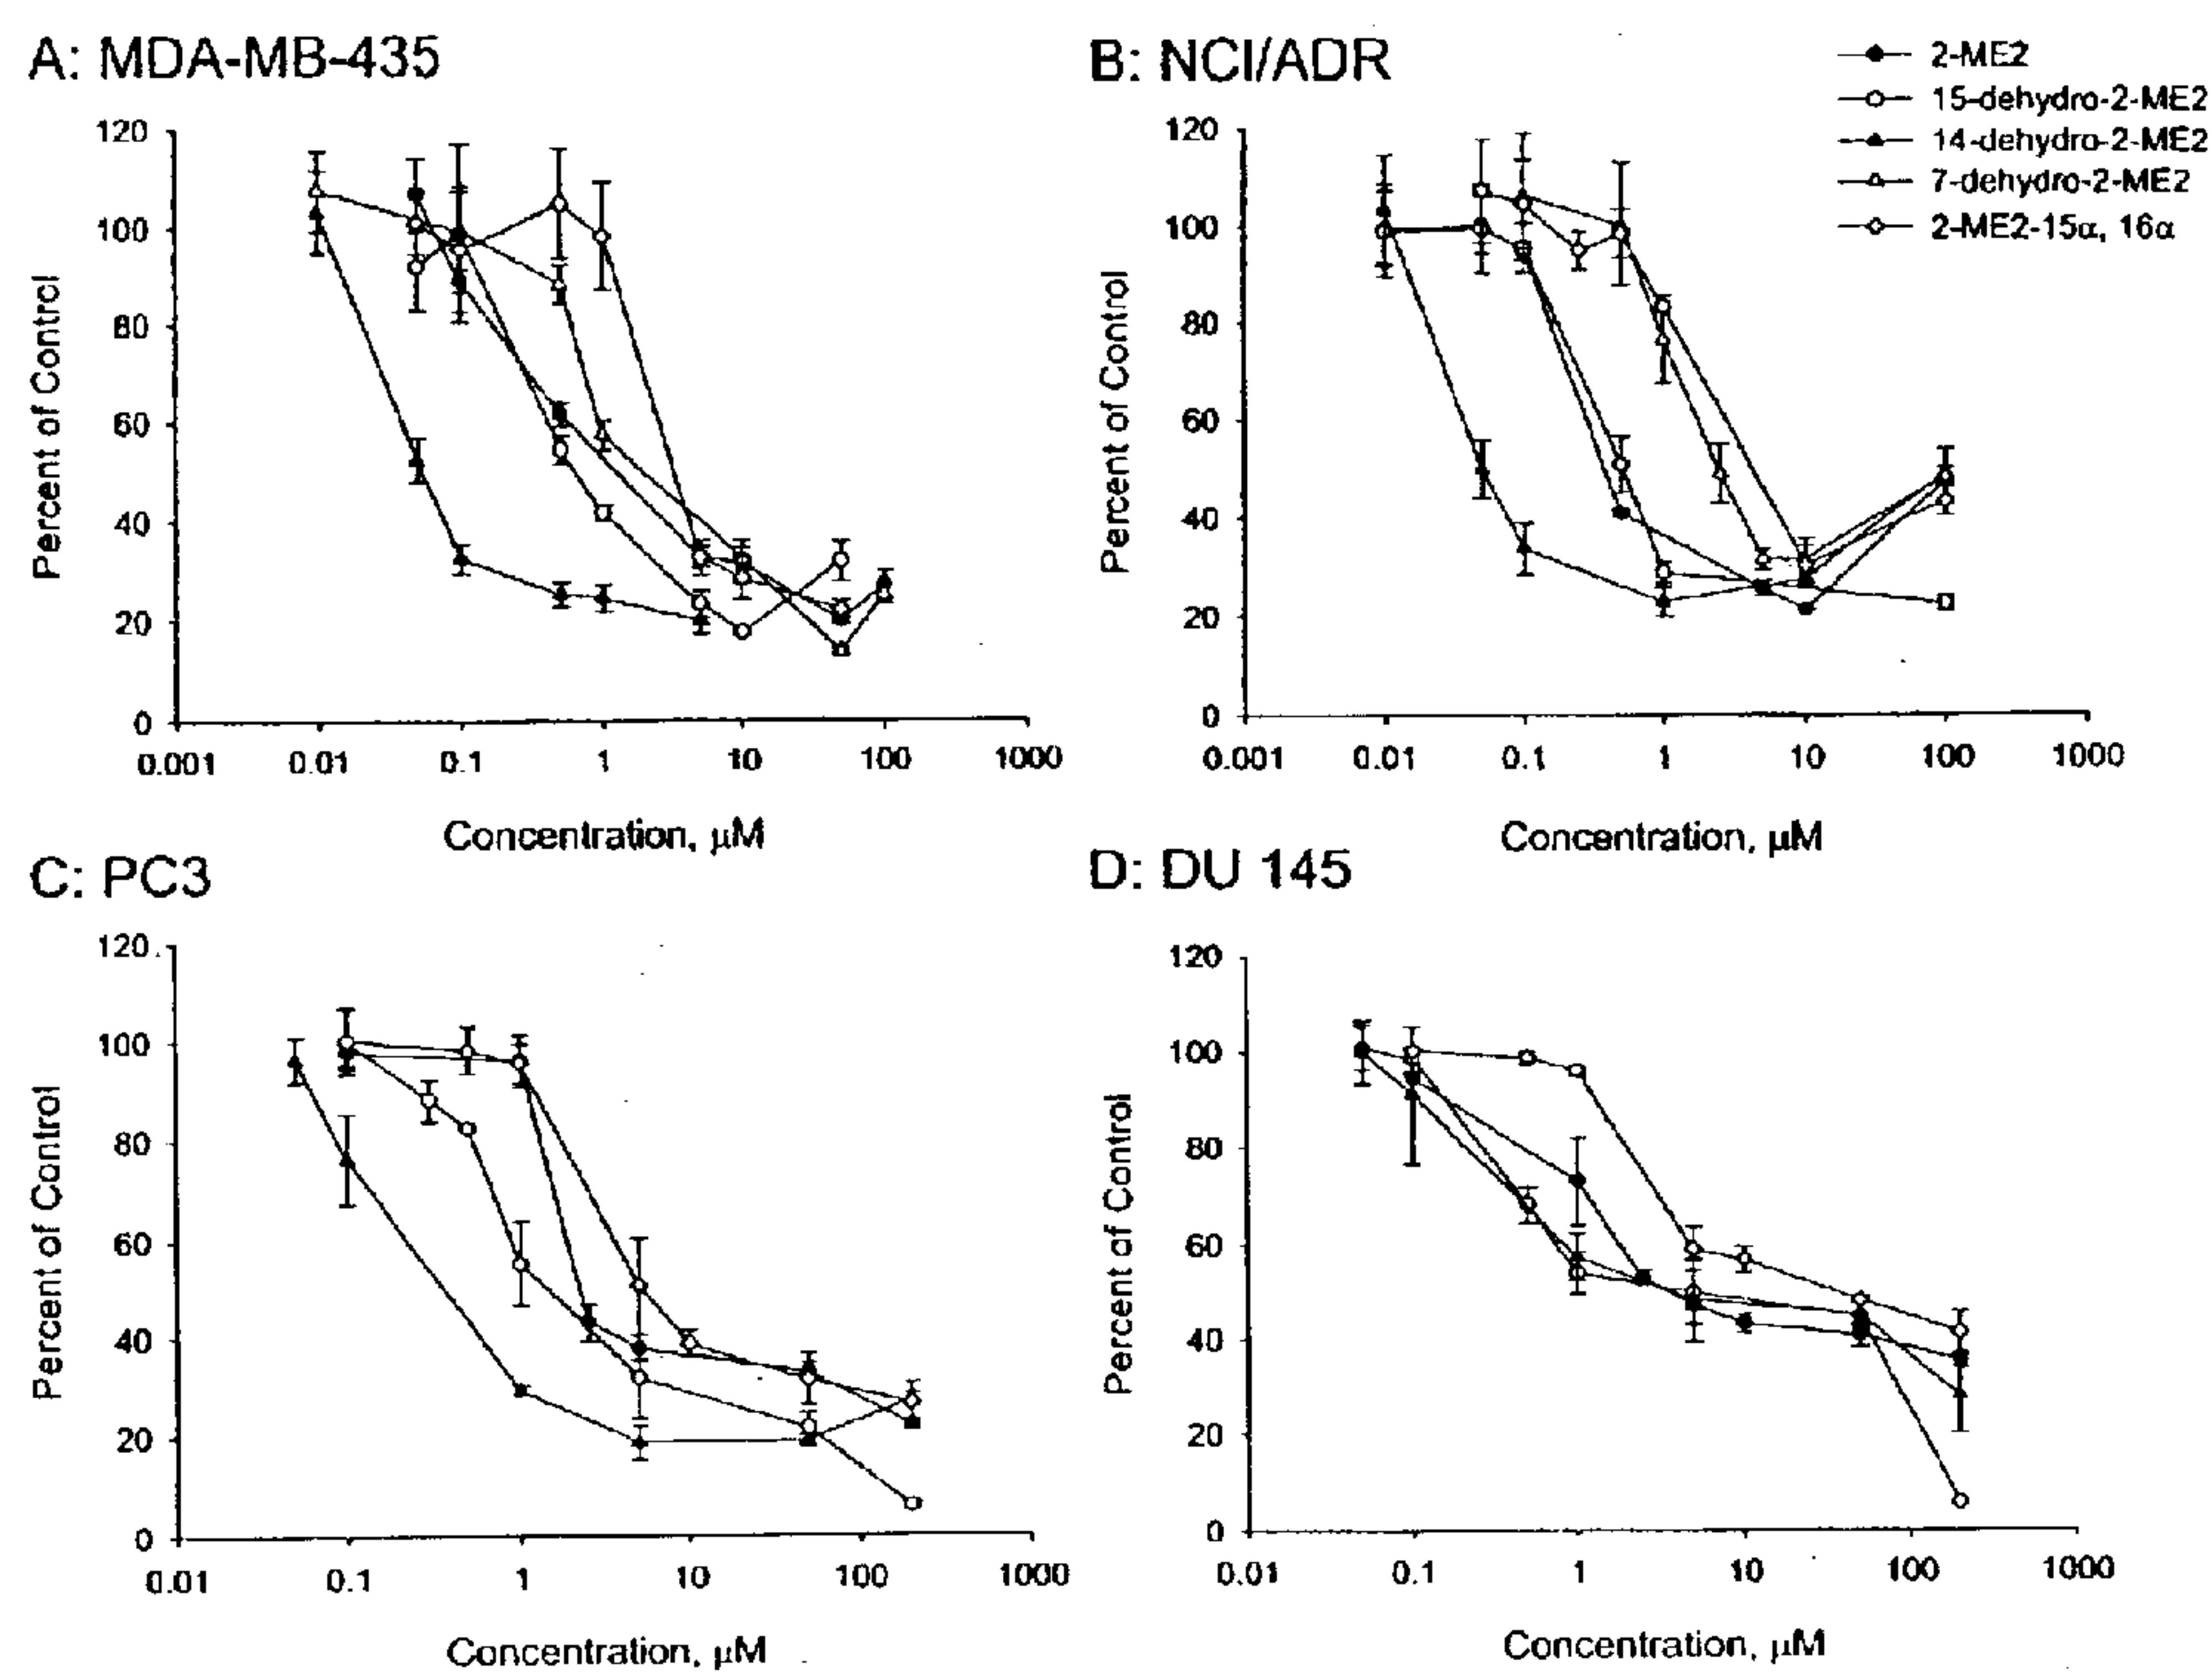 A: MDA-MB-435
B: NCI/ADR
2-ME2
15-dehydro-2-ME2
14-dehydro-2-ME2
7-dehydro-2-ME2
2-ME2-15α, 16α
Percent of Control
120
100
80
60
40
20
0
0.001 0.01 0.1 1 10 100 1000
Concentration, μM
Percent of Control
120
100
80
60
40
20
0
0.001 0.01 0.1 1 10 100 1000
Concentration, μM
C: PC3
D: DU 145
Percent of Control
120
100
80
60
40
20
0
0.01 0.1 1 10 100 1000
Concentration, μM
Percent of Control
120
100
80
60
40
20
0
0.01 0.1 1 10 100 1000
Concentration, μM